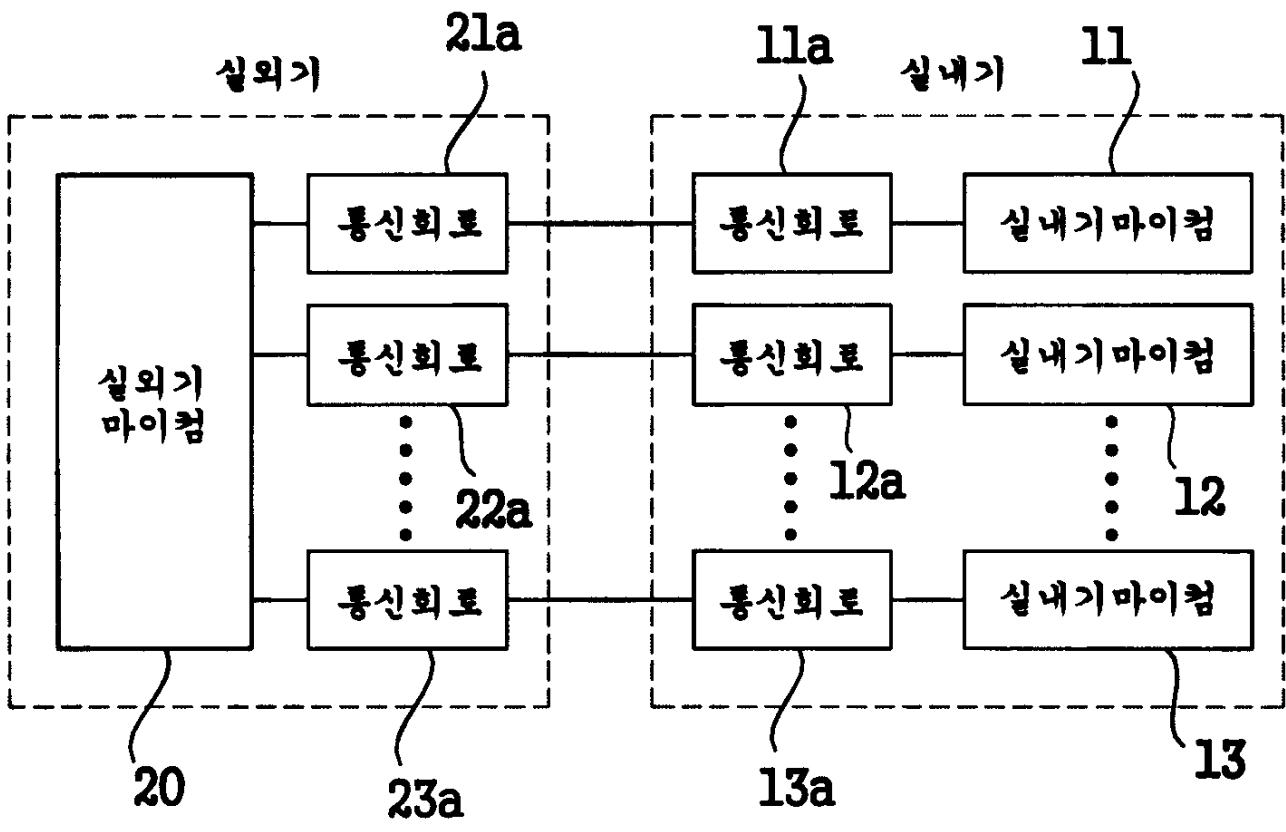 실외기
21a
11a
실내기
11
통신회로
통신회로
실내기마이컴
통신회로
통신회로
실내기마이컴
실외기
마이컴
22a
12a
12
통신회로
통신회로
실내기마이컴
20
23a
13a
13